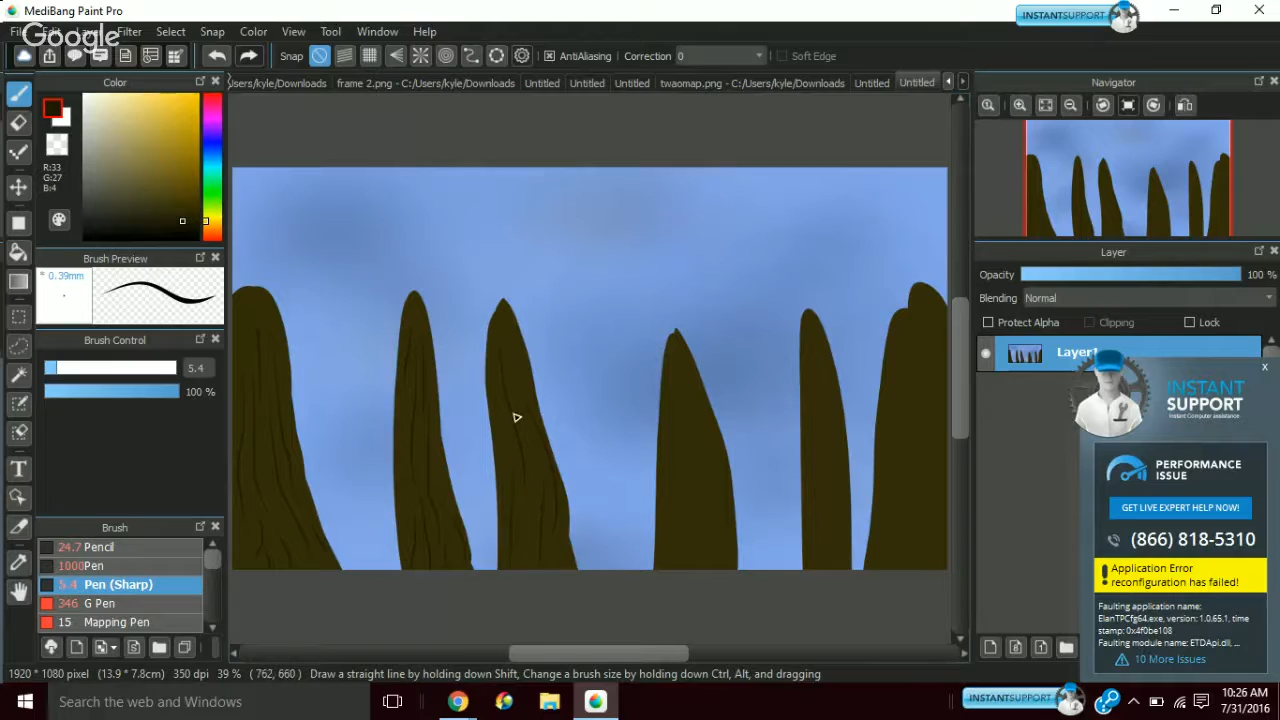 MediBang Paint Pro
INSTANTSUPPORT
File Edit Layer Filter Select Snap Color View Tool Window Help
Google
Snap AntiAliasing Correction 0 Soft Edge
Color
Jsers/kyle/Downloads frame 2.png - C:/Users/kyle/Downloads Untitled Untitled Untitled twaomap.png - C:/Users/kyle/Downloads Untitled Untitled
Navigator
R:33
G:27
B:4
Brush Preview
0.39mm
Brush Control
5.4
100 %
Brush
24.7 Pencil
1000 Pen
5.4 Pen (Sharp)
346 G Pen
15 Mapping Pen
Layer
Opacity 100 %
Blending Normal
Protect Alpha Clipping Lock
Layer1
X
INSTANT
SUPPORT
Instant Computer assistance
PERFORMANCE
ISSUE
GET LIVE EXPERT HELP NOW!
(866) 818-5310
Application Error
reconfiguration has failed!
Faulting application name:
ElanTPCfg64.exe, version: 1.0.65.1, time
stamp: 0x4f0be108
Faulting module name: ETDApi.dll, ...
10 More Issues
1920 * 1080 pixel (13.9 * 7.8cm) 350 dpi 39 % ( 762, 660 ) Draw a straight line by holding down Shift, Change a brush size by holding down Ctrl, Alt, and dragging
Search the web and Windows
INSTANTSUPPORT
10:26 AM
7/31/2016